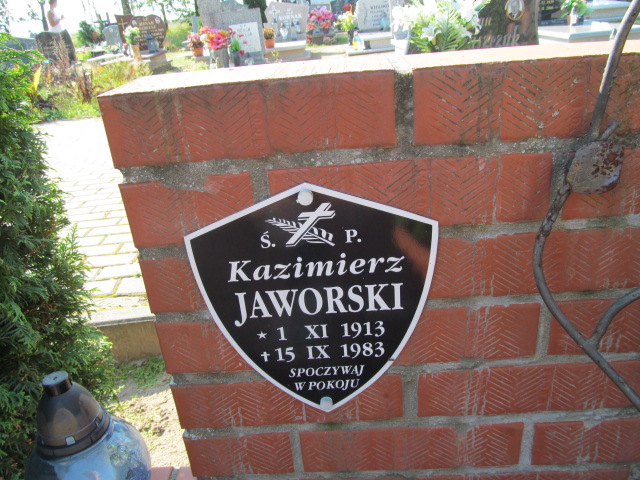 Ś. P.
Kazimierz
JAWORSKI
* 1 XI 1913
✝ 15 IX 1983
SPOCZYWAJ
W POKOJU